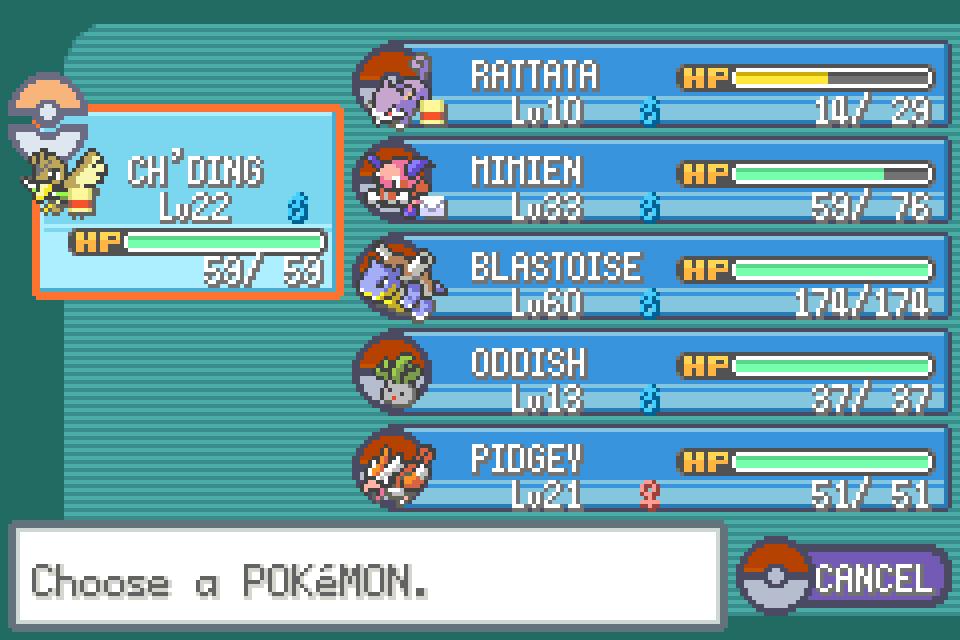 CH'DING
Lv22 ♂
HP
59/ 59
RATTATA HP
Lv10 ♂ 14/ 29
MIMIEN HP
Lv33 ♂ 59/ 76
BLASTOISE HP
Lv60 ♂ 174/174
ODDISH HP
Lv13 ♂ 37/ 37
PIDGEY HP
Lv21 ♀ 51/ 51
Choose a POKéMON.
CANCEL